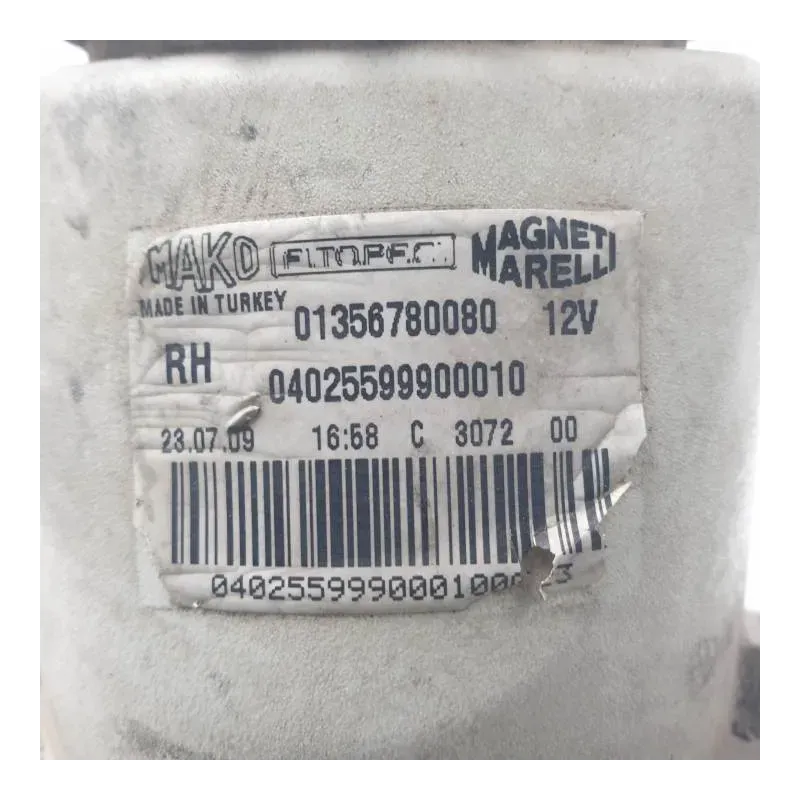 MAKO MAGNETI MARELLI
MADE IN TURKEY
01356780080 12V
RH 04025599900010
23.07.09 16:58 C 3072 00